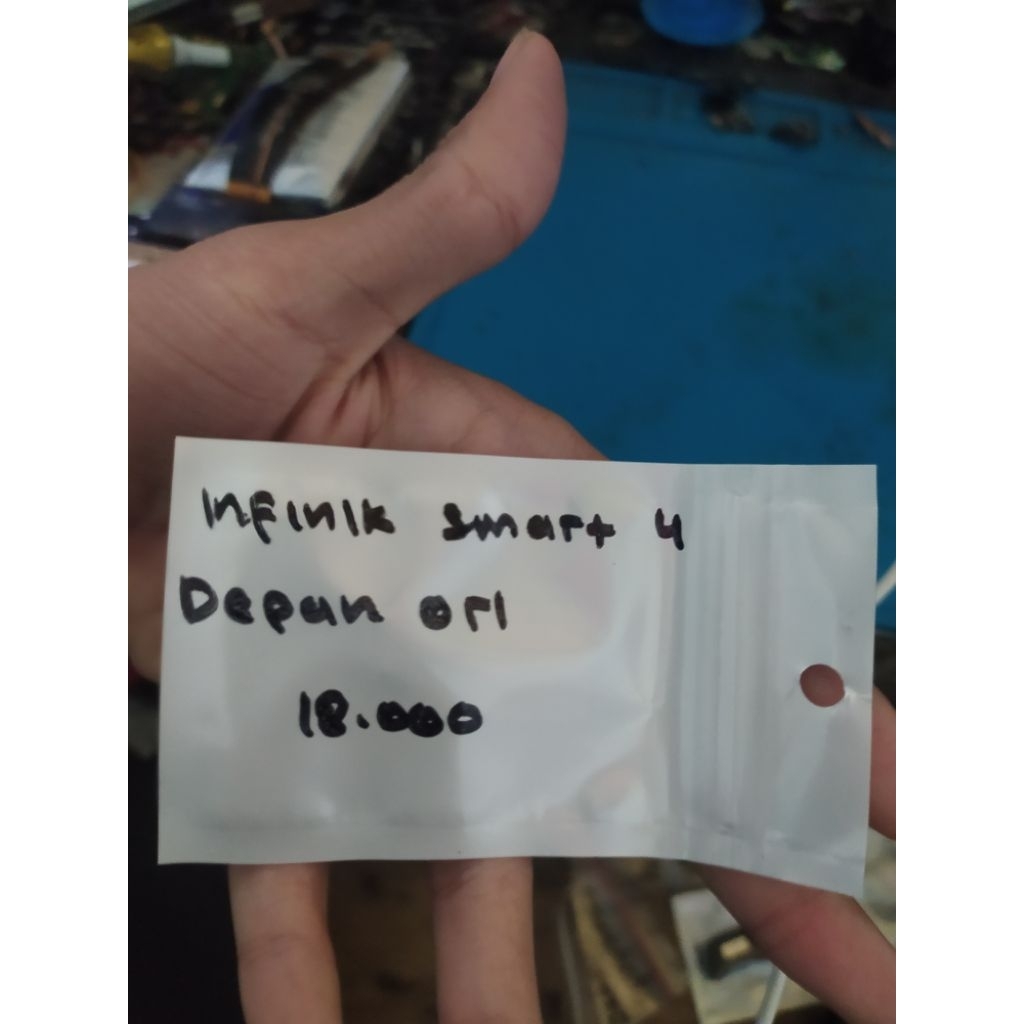 Infinik smart 4
Depan ori
18.000